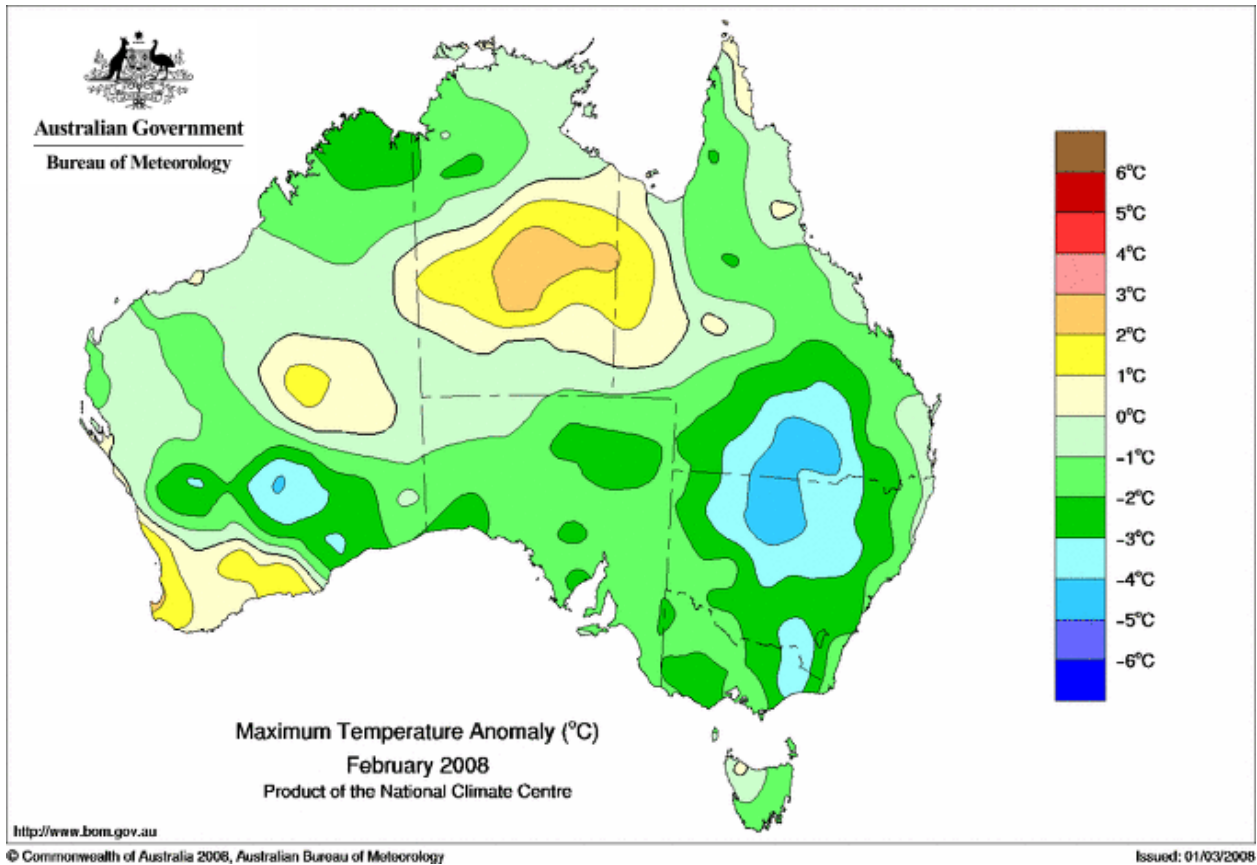 Australian Government
Bureau of Meteorology
6°C
5°C
4°C
3°C
2°C
1°C
0°C
-1°C
-2°C
-3°C
-4°C
-5°C
-6°C
Maximum Temperature Anomaly (°C)
February 2008
Product of the National Climate Centre
http://www.bom.gov.au
© Commonwealth of Australia 2008, Australian Bureau of Meteorology
Issued: 01/03/2008